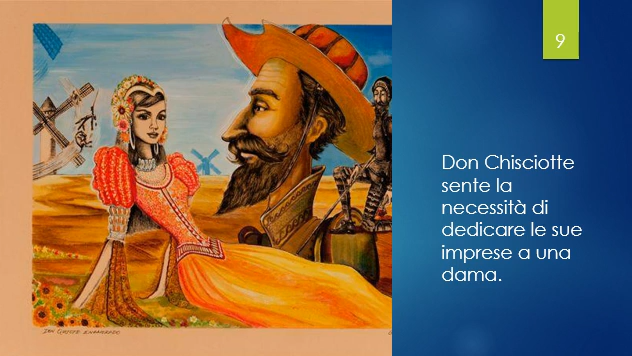 9
Don Chisciotte
sente la
necessità di
dedicare le sue
imprese a una
dama.